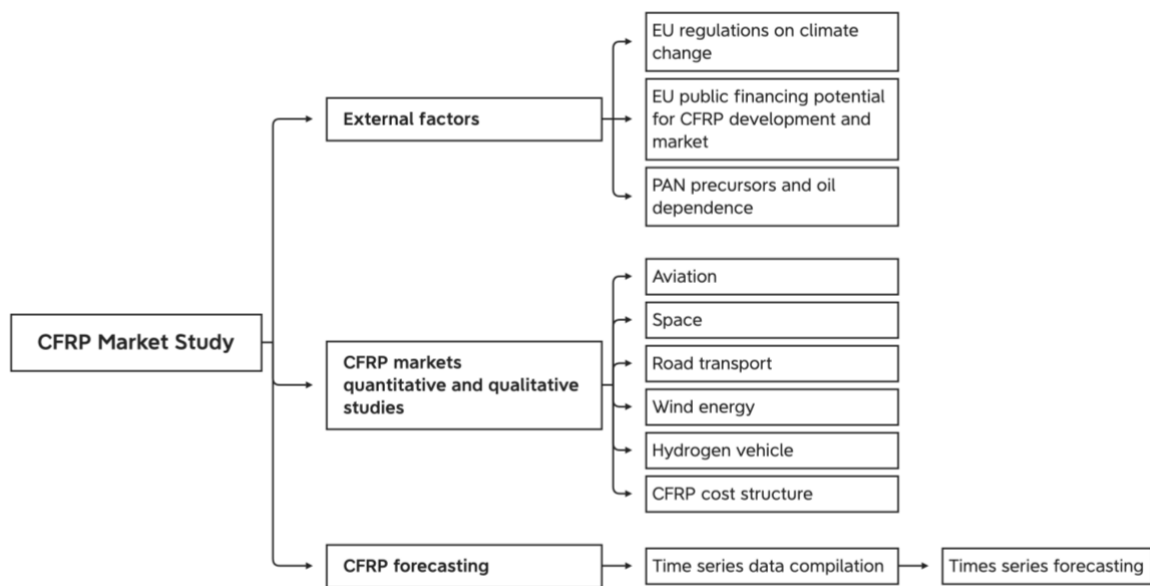 EU regulations on climate
change
External factors
EU public financing potential
for CFRP development and
market
PAN precursors and oil
dependence
CFRP Market Study
CFRP markets
quantitative and qualitative
studies
Aviation
Space
Road transport
Wind energy
Hydrogen vehicle
CFRP cost structure
CFRP forecasting
Time series data compilation
Times series forecasting